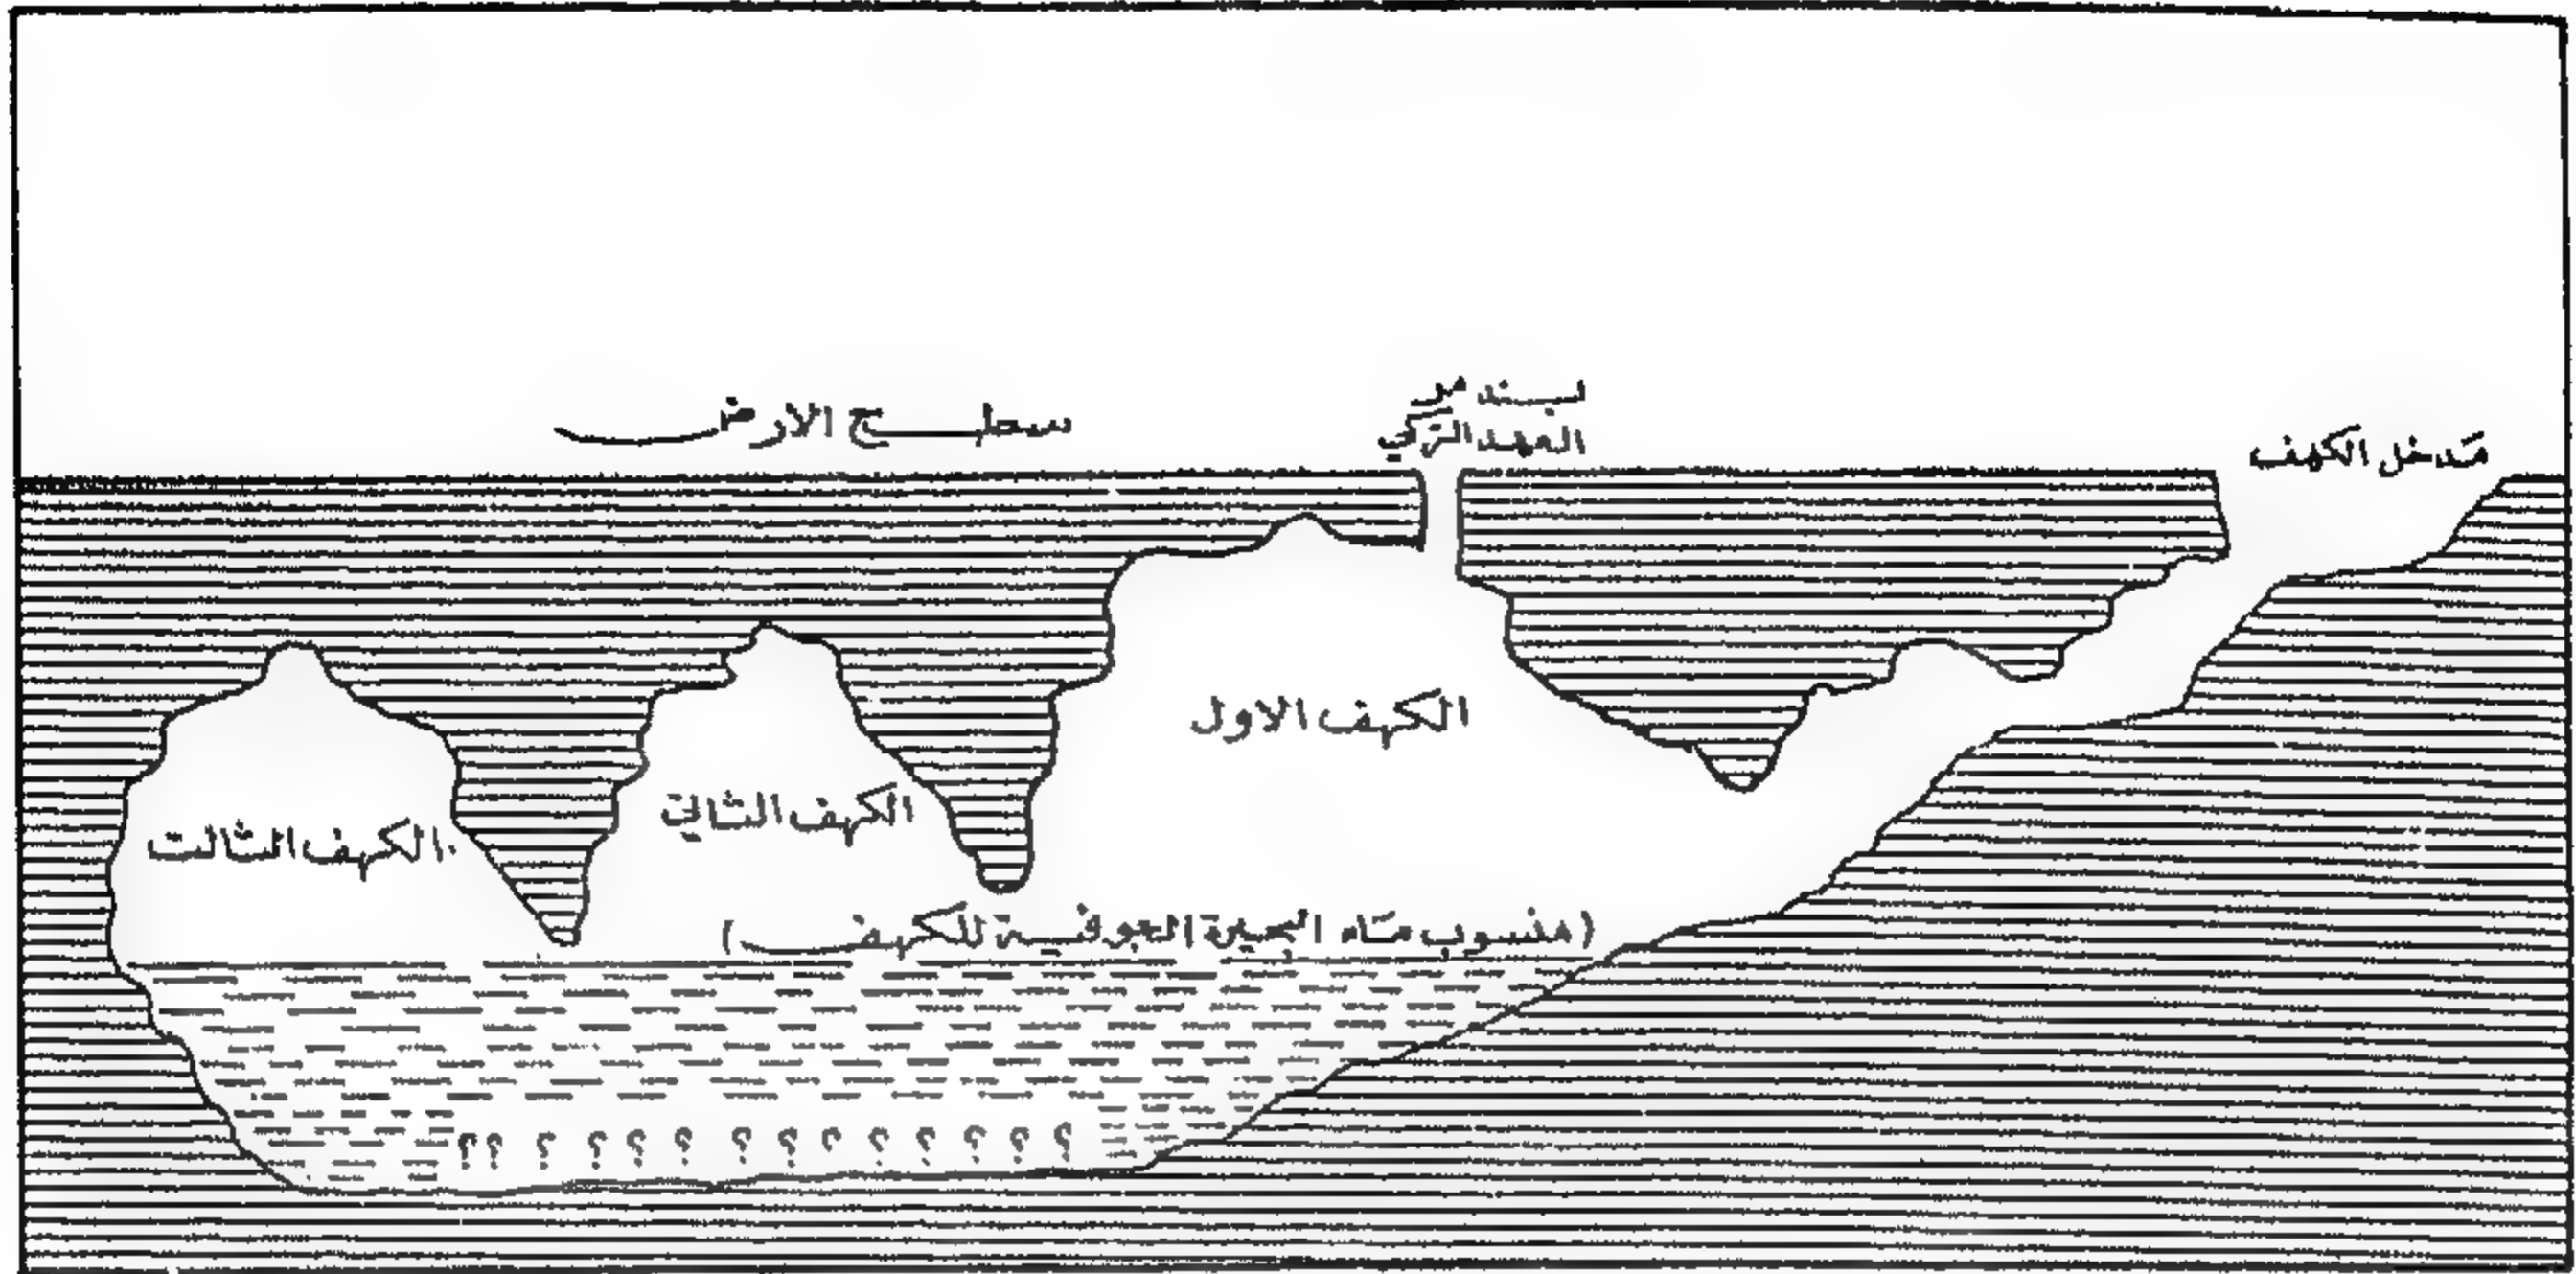 سطح الارض
بئر من
العهد التركي
مدخل الكهف
الكهف الاول
الكهف الثاني
الكهف الثالث
(منسوب ماء البحيرة الجوفية للكهف)
؟ ؟ ؟ ؟ ؟ ؟ ؟ ؟ ؟ ؟ ؟ ؟ ؟ ؟